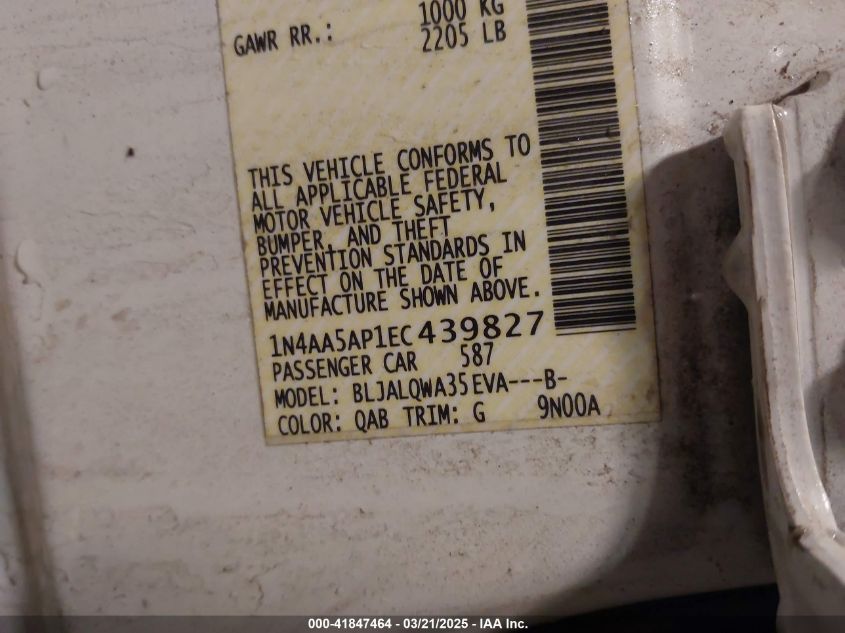 GAWR RR.: 1000 KG
2205 LB
THIS VEHICLE CONFORMS TO
ALL APPLICABLE FEDERAL
MOTOR VEHICLE SAFETY,
BUMPER, AND THEFT
PREVENTION STANDARDS IN
EFFECT ON THE DATE OF
MANUFACTURE SHOWN ABOVE.
1N4AA5AP1EC439827
PASSENGER CAR 587
MODEL: BLJALQWA35EVA---B-
COLOR: QAB TRIM: G 9N00A
000-41847464 - 03/21/2025 - IAA Inc.